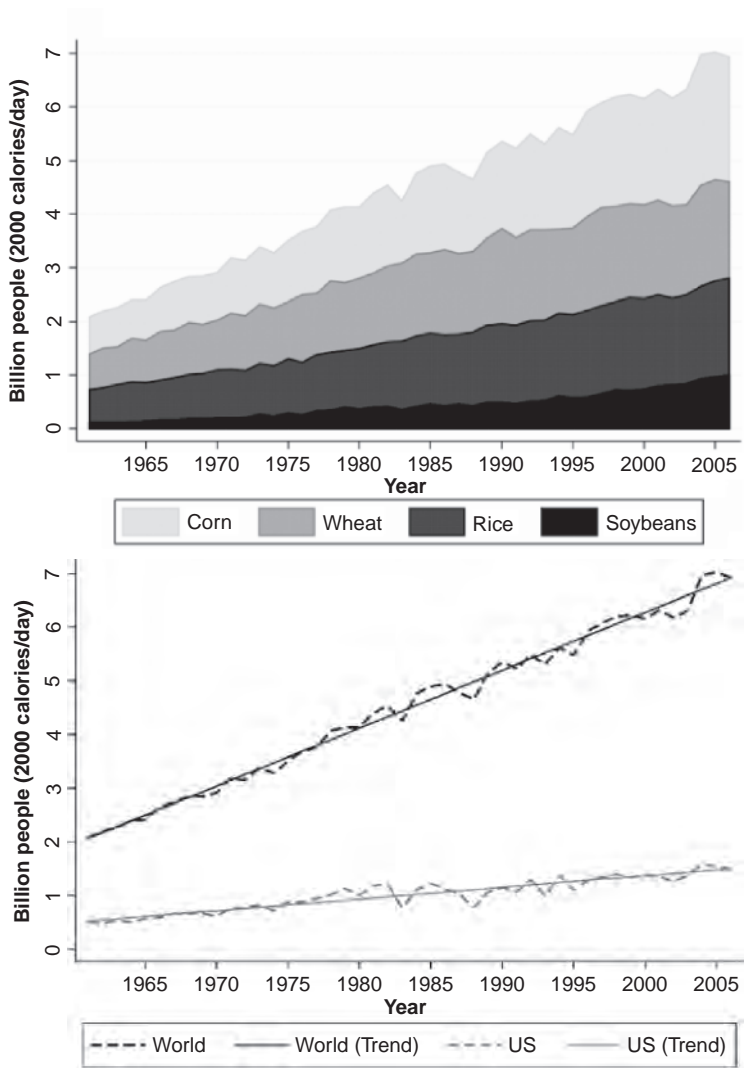 Billion people (2000 calories/day)
7
6
5
4
3
2
1
0
1965 1970 1975 1980 1985 1990 1995 2000 2005
Year
Corn Wheat Rice Soybeans
Billion people (2000 calories/day)
7
6
5
4
3
2
1
0
1965 1970 1975 1980 1985 1990 1995 2000 2005
Year
World World (Trend) US US (Trend)